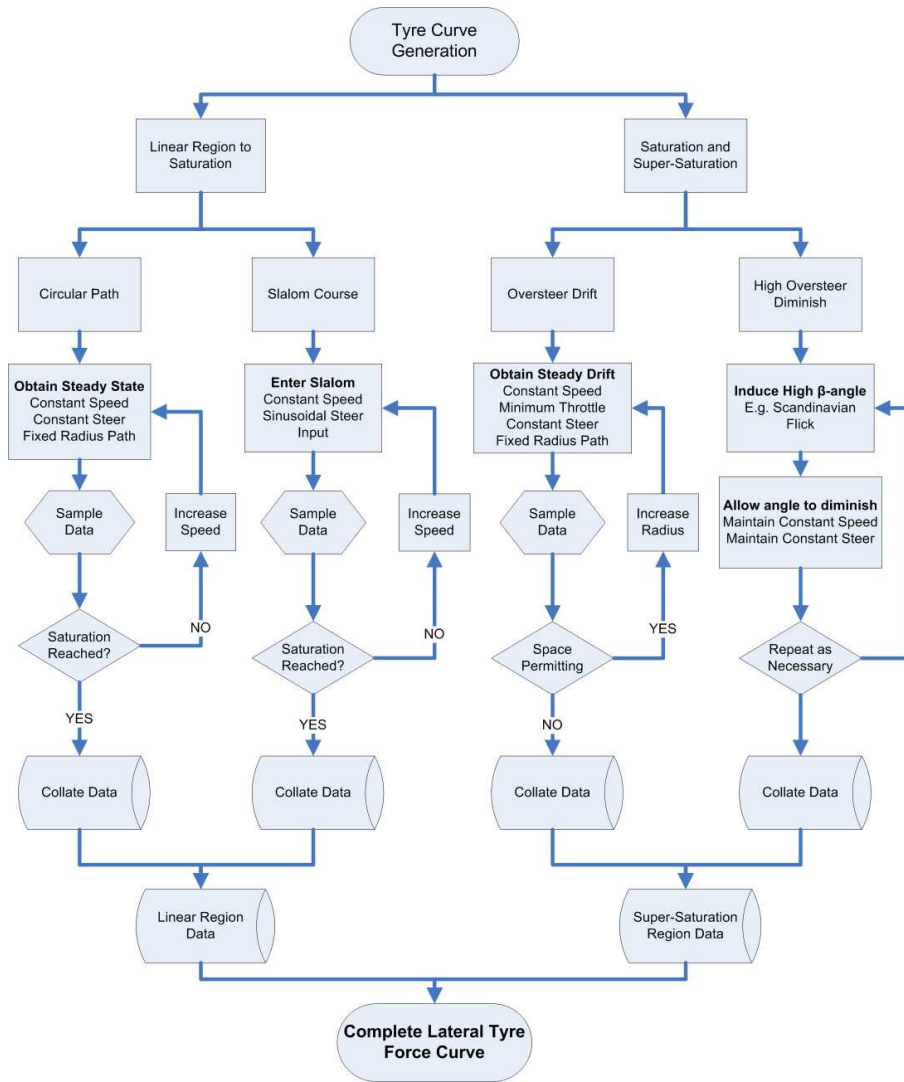 Tyre Curve
Generation
Linear Region to
Saturation
Saturation and
Super-Saturation
Circular Path
Slalom Course
Oversteer Drift
High Oversteer
Diminish
Obtain Steady State
Constant Speed
Constant Steer
Fixed Radius Path
Enter Slalom
Constant Speed
Sinusoidal Steer
Input
Obtain Steady Drift
Constant Speed
Minimum Throttle
Constant Steer
Fixed Radius Path
Induce High β-angle
E.g. Scandinavian
Flick
Sample
Data
Increase
Speed
Sample
Data
Increase
Speed
Sample
Data
Increase
Radius
Allow angle to diminish
Maintain Constant Speed
Maintain Constant Steer
Saturation
Reached?
NO
Saturation
Reached?
NO
Space
Permitting
YES
Repeat as
Necessary
YES
YES
NO
Collate Data
Collate Data
Collate Data
Collate Data
Linear Region
Data
Super-Saturation
Region Data
Complete Lateral Tyre
Force Curve